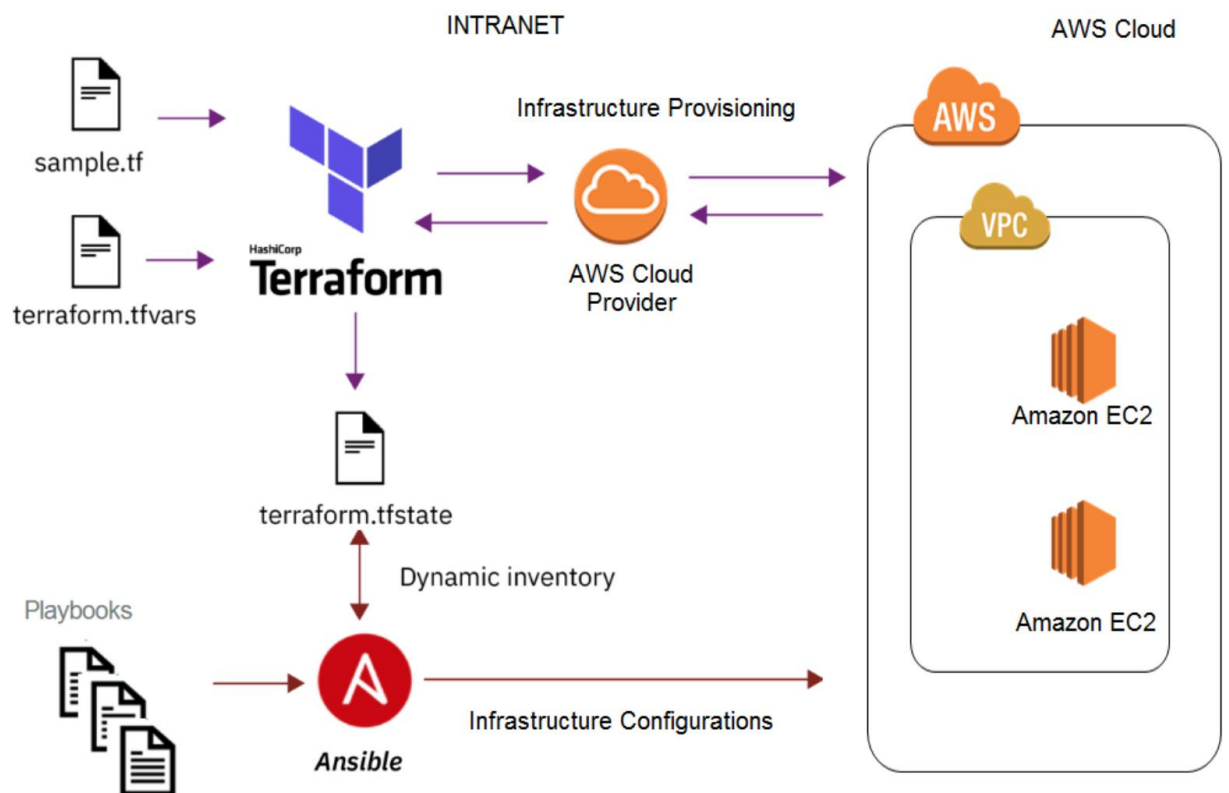 INTRANET
AWS Cloud
sample.tf
Infrastructure Provisioning
AWS
HashiCorp
Terraform
terraform.tfvars
AWS Cloud
Provider
VPC
Amazon EC2
terraform.tfstate
Dynamic inventory
Amazon EC2
Playbooks
Infrastructure Configurations
Ansible